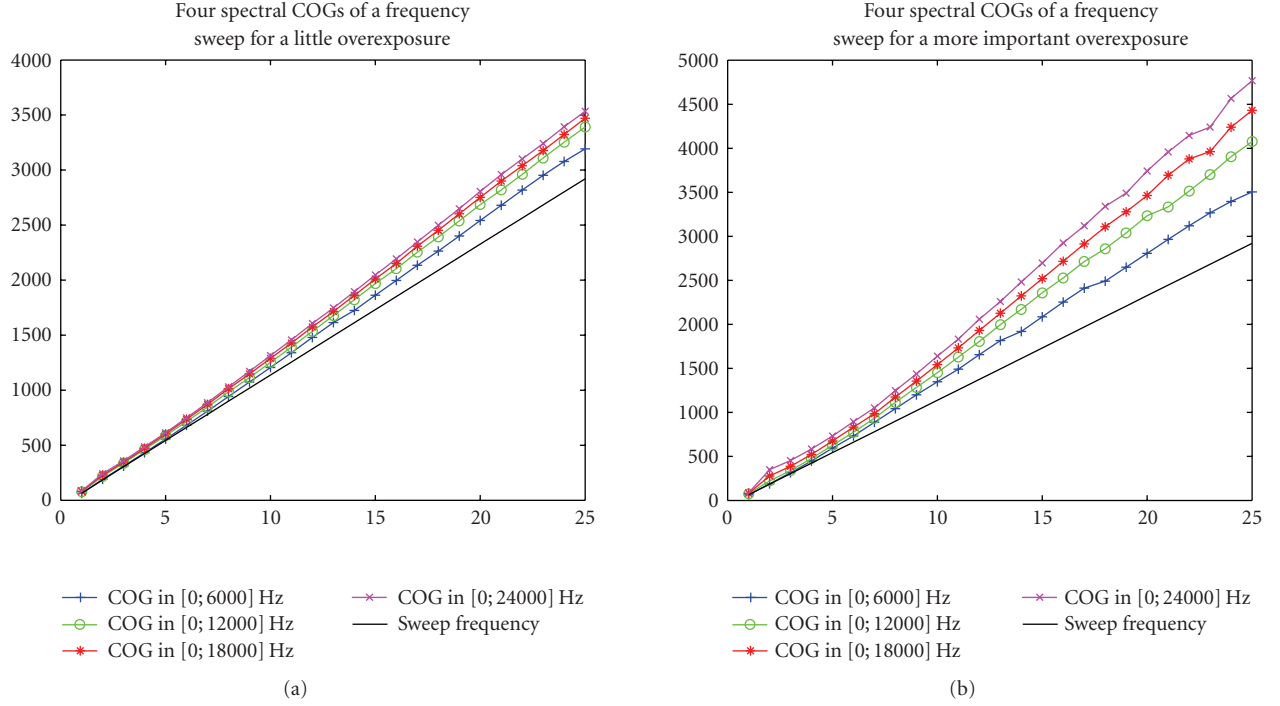 Four spectral COGs of a frequency
sweep for a little overexposure
4000
3500
3000
2500
2000
1500
1000
500
0
0 5 10 15 20 25
COG in [0; 6000] Hz
COG in [0; 12000] Hz
COG in [0; 18000] Hz
COG in [0; 24000] Hz
Sweep frequency
(a)
Four spectral COGs of a frequency
sweep for a more important overexposure
5000
4500
4000
3500
3000
2500
2000
1500
1000
500
0
0 5 10 15 20 25
COG in [0; 6000] Hz
COG in [0; 12000] Hz
COG in [0; 18000] Hz
COG in [0; 24000] Hz
Sweep frequency
(b)